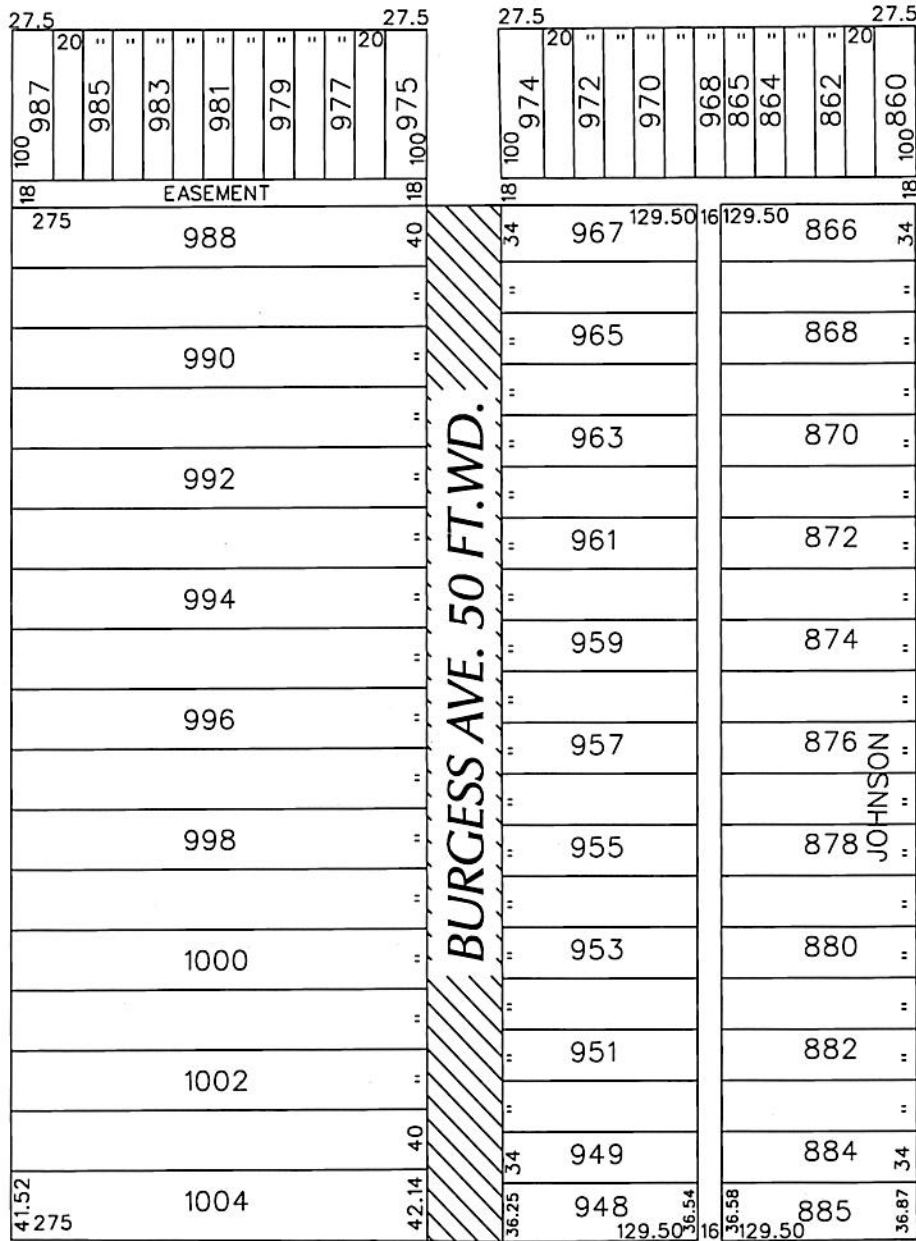 27.5 27.5 27.5 27.5
20 " " " " " " " " " 20 20 " " " " " " " " " 20
987 985 983 981 979 977 975 974 972 970 968 865 864 862 860
100 100 100 100
18 EASEMENT 18 18 18
275 988 40 34 967 129.50 16 129.50 866 34
" " "
990 " 965 868 "
" " "
992 " 963 " 870 "
" " "
994 " 961 " 872 "
" " "
996 " 959 " 874 "
" " "
998 " 957 " 876 "
" " "
1000 " 955 " 878 "
" " "
1002 " 953 " 880 "
" "
951 " 882 "
" "
40 34 949 884 34
41.52 275 1004 42.14 36.25 948 129.50 36.54 16 36.58 129.50 885 36.87
BURGESS AVE. 50 FT.WD.
JOHNSON